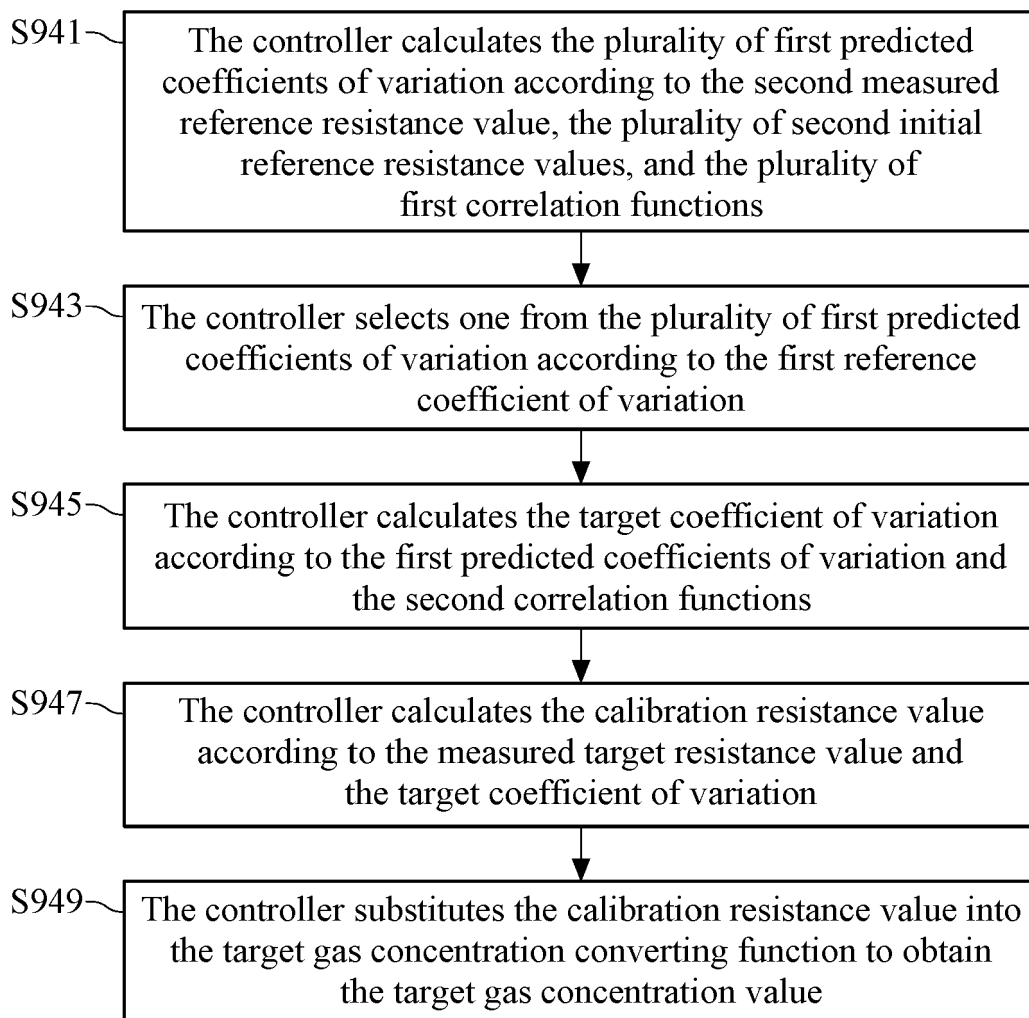 S941
The controller calculates the plurality of first predicted
coefficients of variation according to the second measured
reference resistance value, the plurality of second initial
reference resistance values, and the plurality of
first correlation functions
S943
The controller selects one from the plurality of first predicted
coefficients of variation according to the first reference
coefficient of variation
S945
The controller calculates the target coefficient of variation
according to the first predicted coefficients of variation and
the second correlation functions
S947
The controller calculates the calibration resistance value
according to the measured target resistance value and
the target coefficient of variation
S949
The controller substitutes the calibration resistance value into
the target gas concentration converting function to obtain
the target gas concentration value